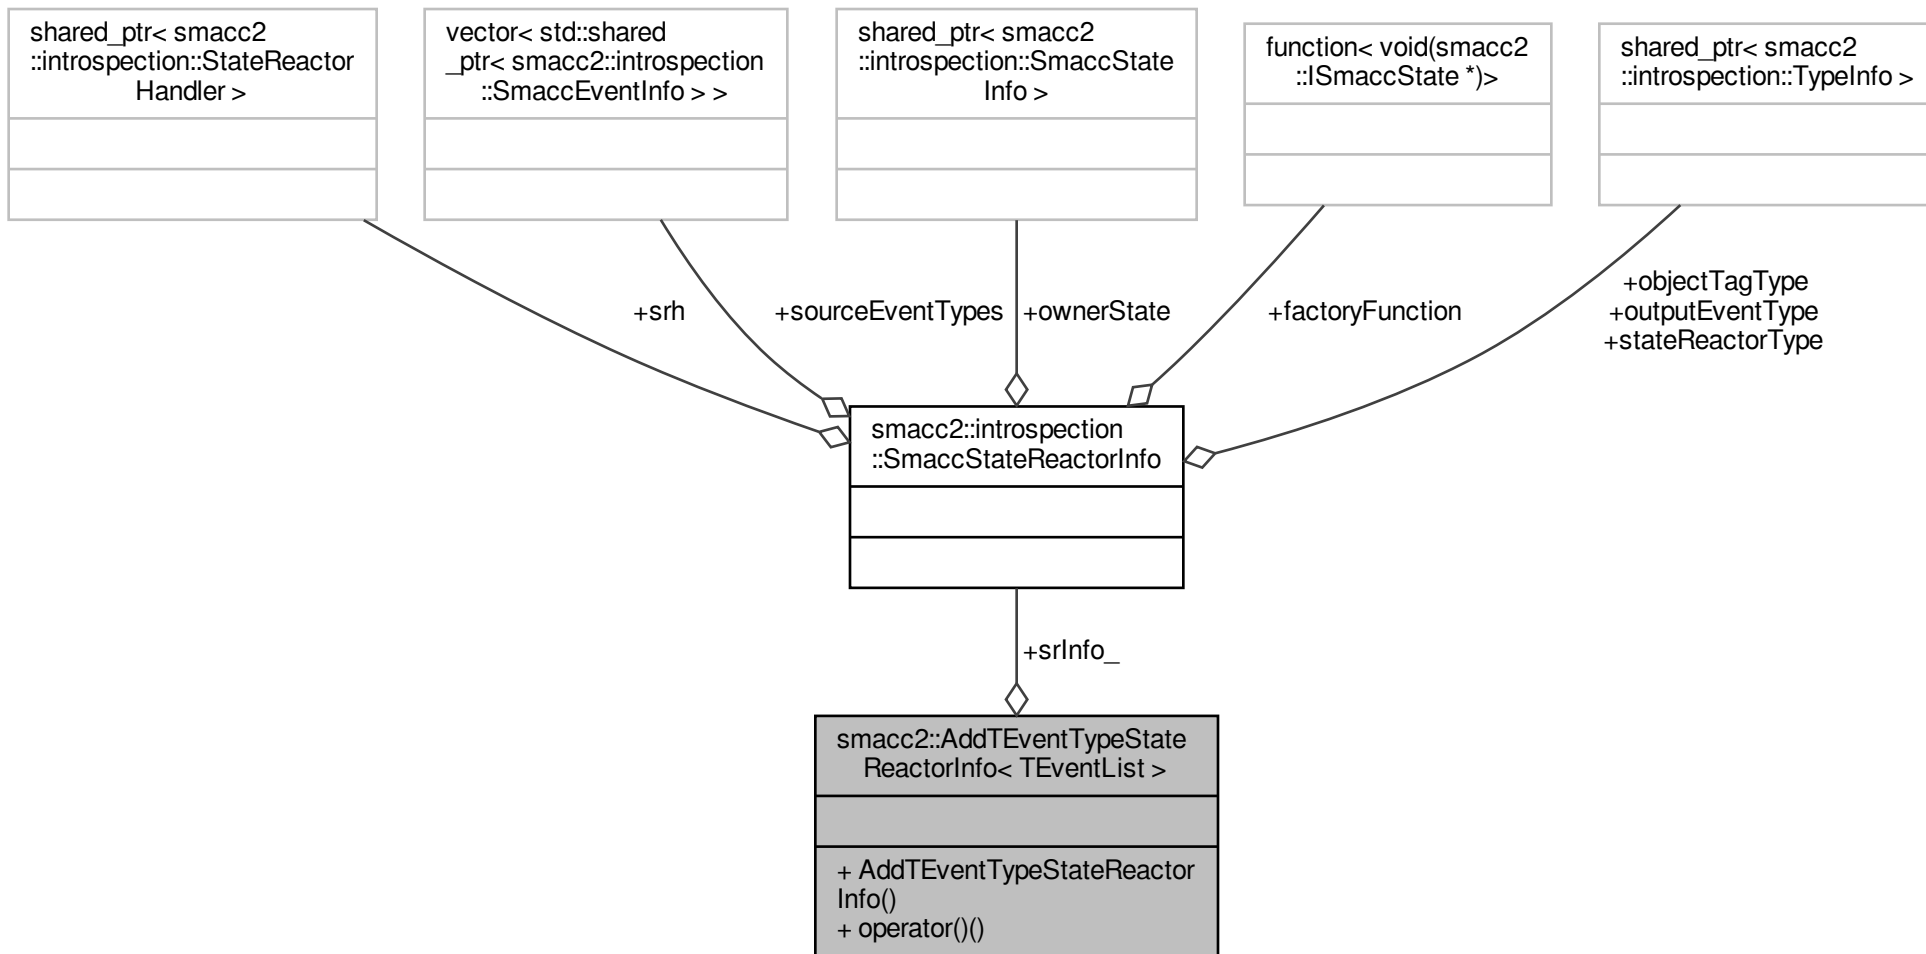 shared_ptr< smacc2
::introspection::StateReactor
Handler >
vector< std::shared
_ptr< smacc2::introspection
::SmaccEventInfo > >
shared_ptr< smacc2
::introspection::SmaccState
Info >
function< void(smacc2
::ISmaccState *)>
shared_ptr< smacc2
::introspection::TypeInfo >
+srh
+sourceEventTypes
+ownerState
+factoryFunction
+objectTagType
+outputEventType
+stateReactorType
smacc2::introspection
::SmaccStateReactorInfo
+srInfo_
smacc2::AddTEventTypeState
ReactorInfo< TEventList >
+ AddTEventTypeStateReactor
Info()
+ operator()()